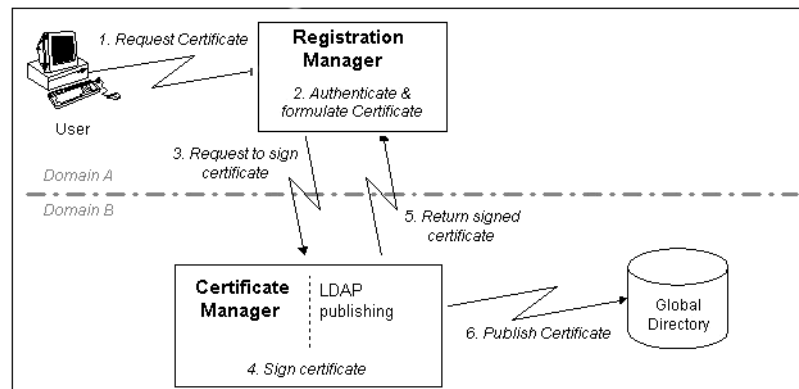 1. Request Certificate
Registration
Manager
2. Authenticate &
formulate Certificate
User
3. Request to sign
certificate
Domain A
Domain B
5. Return signed
certificate
Certificate
Manager
LDAP
publishing
4. Sign certificate
6. Publish Certificate
Global
Directory